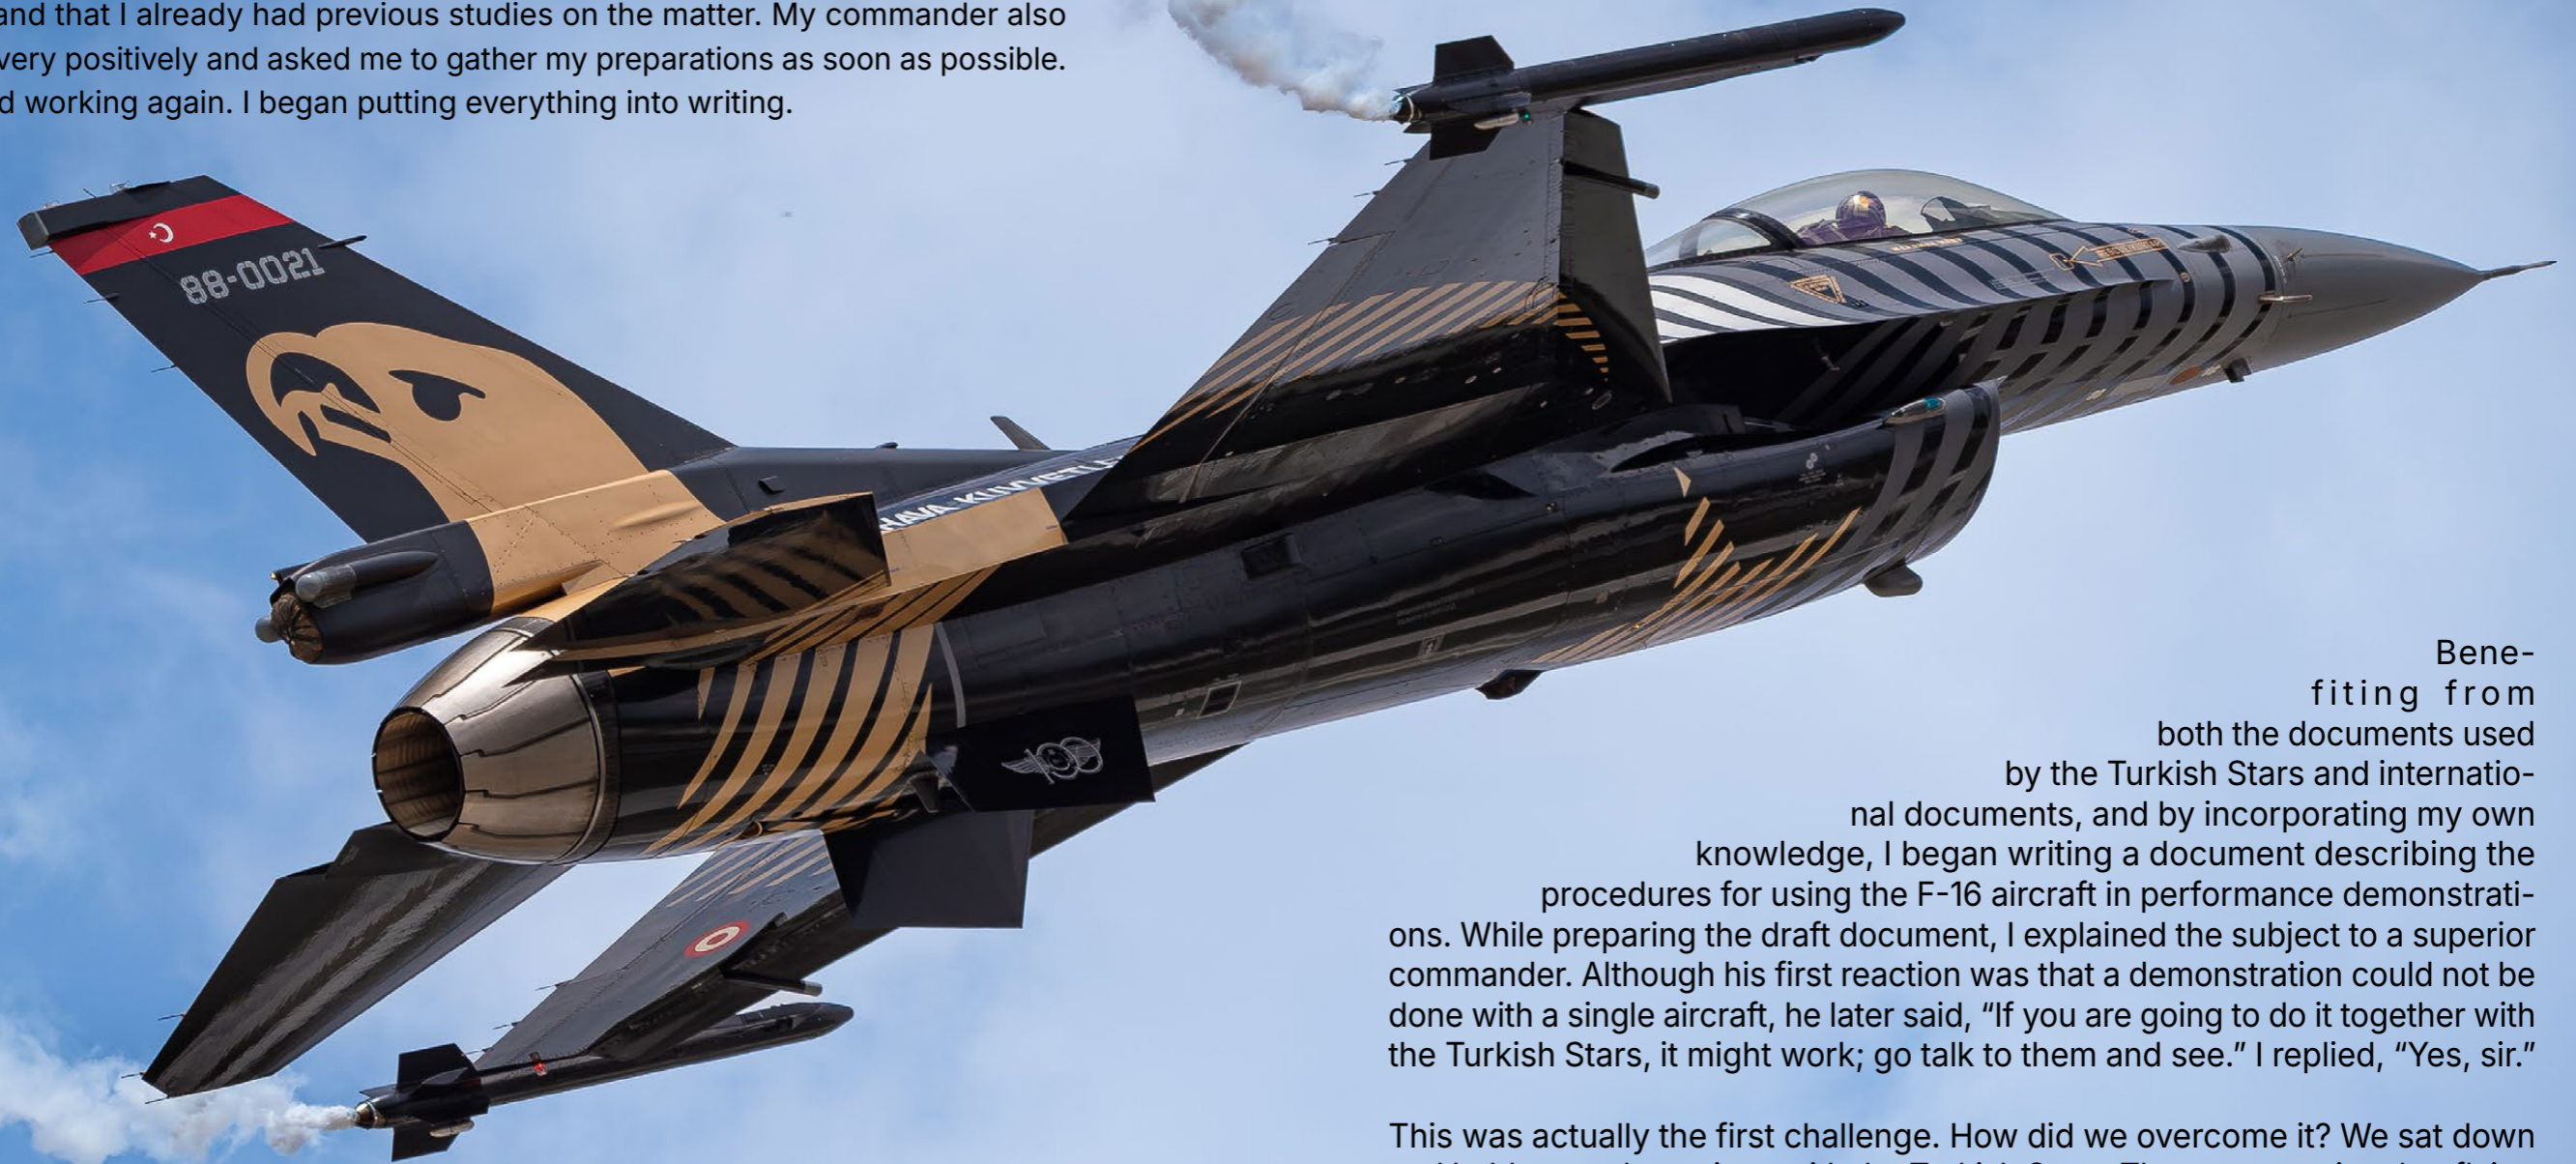 and that I already had previous studies on the matter. My commander also
very positively and asked me to gather my preparations as soon as possible.
d working again. I began putting everything into writing.
88-0021
HAVA KUVVETLE
Bene-
fiting from
both the documents used
by the Turkish Stars and internatio-
nal documents, and by incorporating my own
knowledge, I began writing a document describing the
procedures for using the F-16 aircraft in performance demonstrati-
ons. While preparing the draft document, I explained the subject to a superior
commander. Although his first reaction was that a demonstration could not be
done with a single aircraft, he later said, “If you are going to do it together with
the Turkish Stars, it might work; go talk to them and see.” I replied, “Yes, sir.”
This was actually the first challenge. How did we overcome it? We sat down